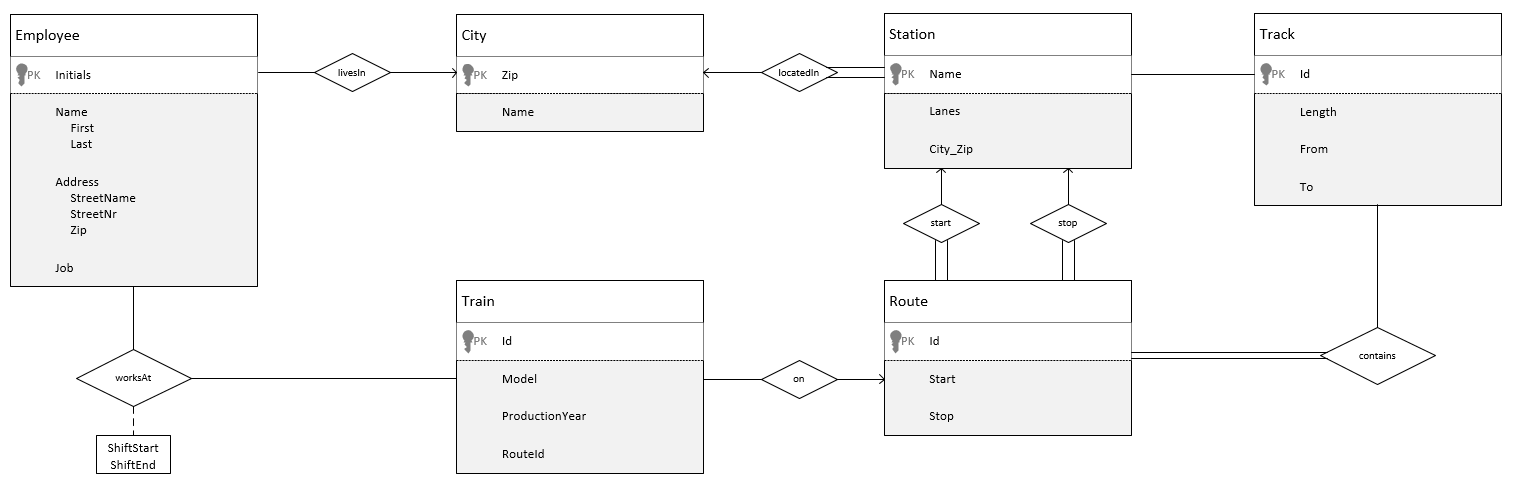 Employee
PK Initials
Name
First
Last
Address
StreetName
StreetNr
Zip
Job
livesIn
City
PK Zip
Name
locatedIn
Station
PK Name
Lanes
City_Zip
Track
PK Id
Length
From
To
start
stop
worksAt
ShiftStart
ShiftEnd
Train
PK Id
Model
ProductionYear
RouteId
on
Route
PK Id
Start
Stop
contains